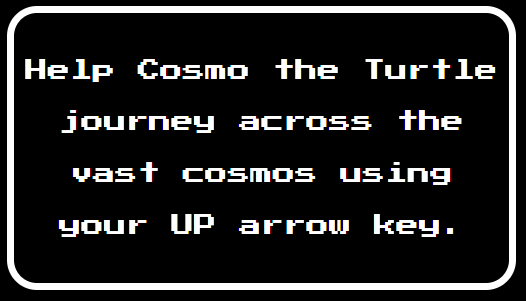 Help Cosmo the Turtle
journey across the
vast cosmos using
your UP arrow key.